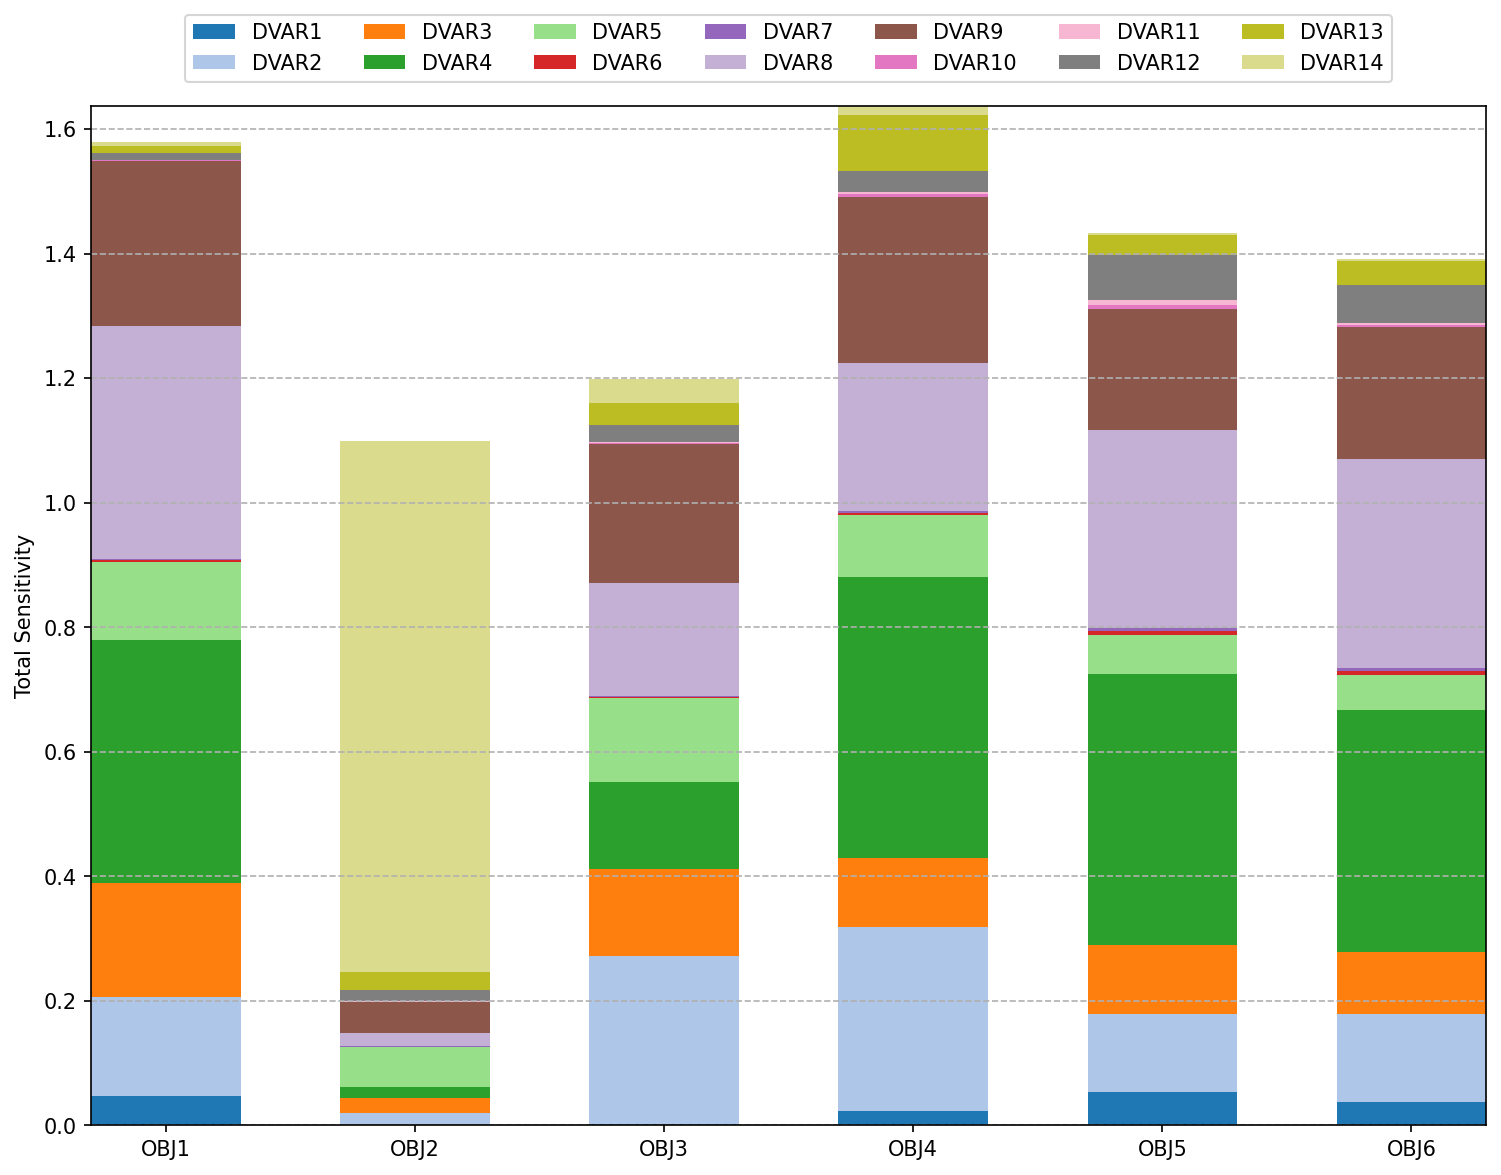 DVAR1 DVAR3 DVAR5 DVAR7 DVAR9 DVAR11 DVAR13
DVAR2 DVAR4 DVAR6 DVAR8 DVAR10 DVAR12 DVAR14
1.6
1.4
1.2
1.0
0.8
0.6
0.4
0.2
0.0
Total Sensitivity
OBJ1 OBJ2 OBJ3 OBJ4 OBJ5 OBJ6